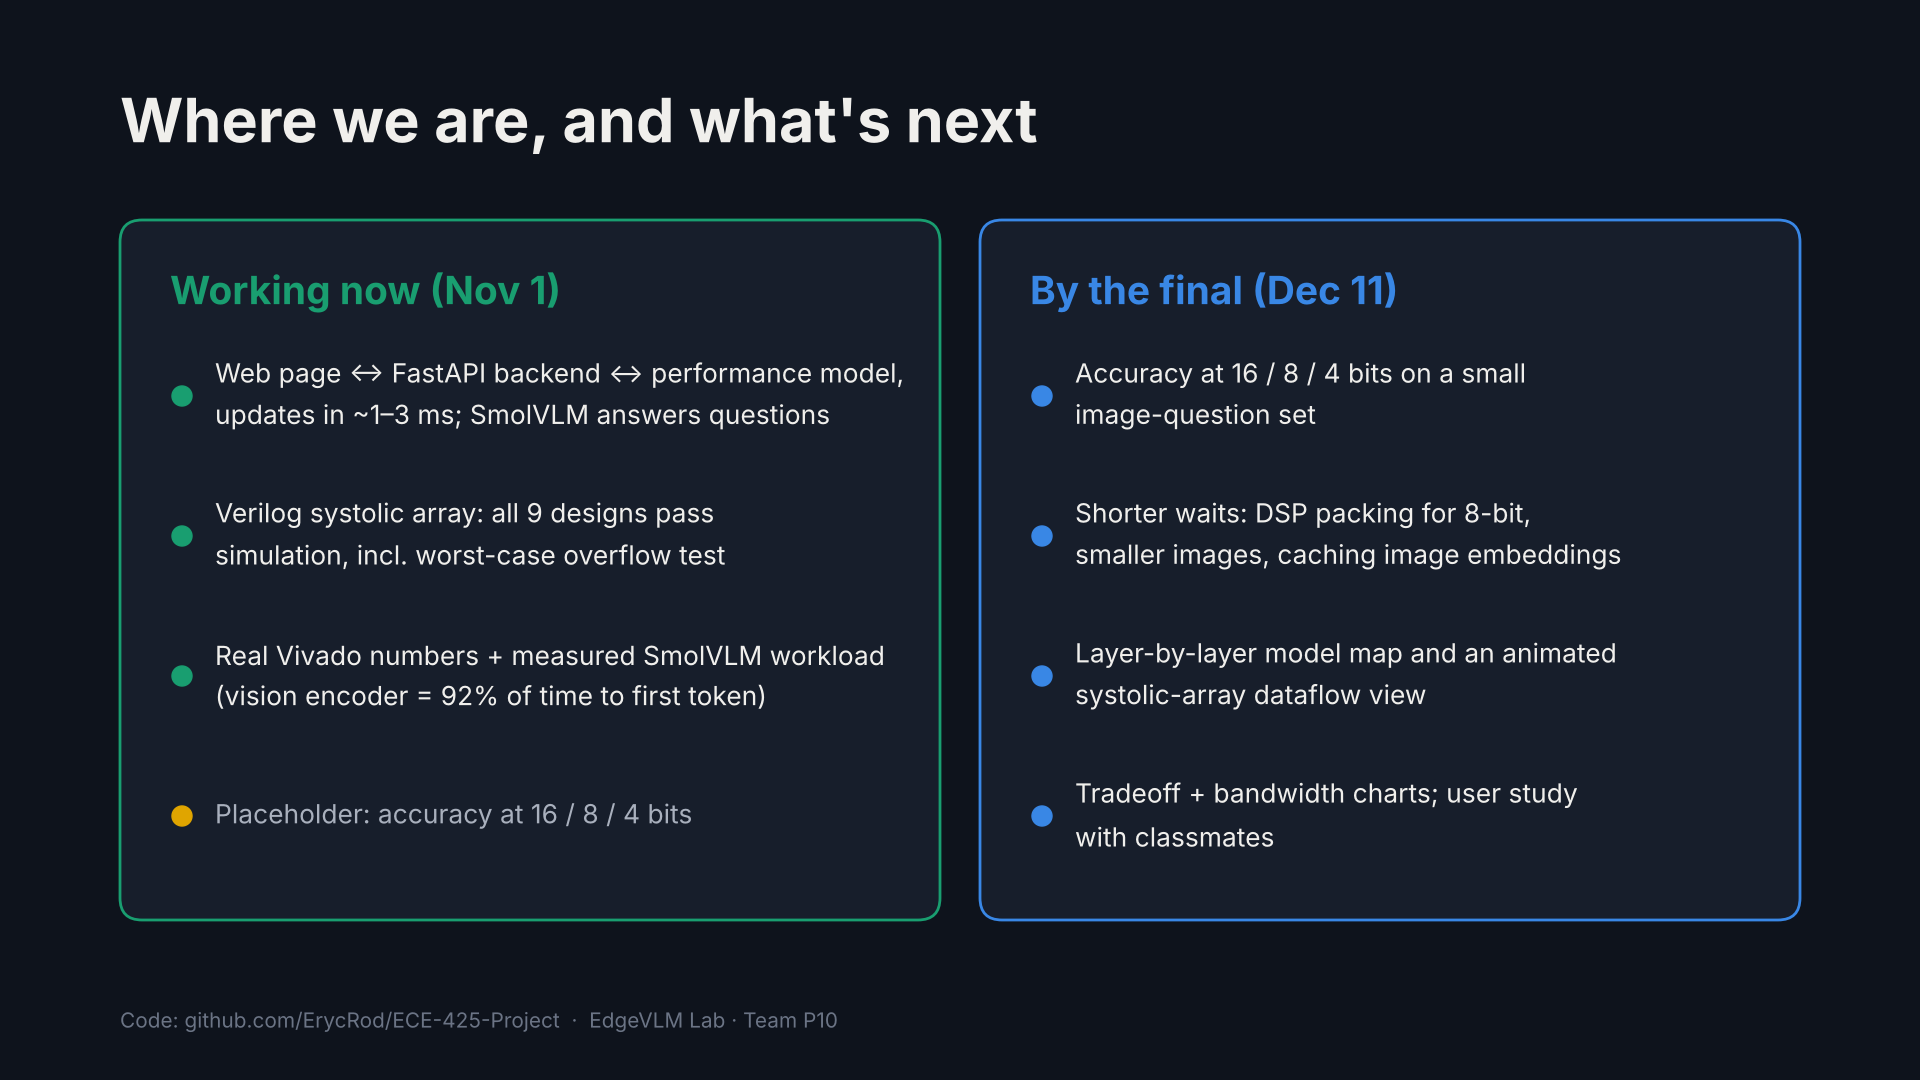 Where we are, and what's next
Working now (Nov 1)
Web page ↔ FastAPI backend ↔ performance model,
updates in ~1–3 ms; SmolVLM answers questions
Verilog systolic array: all 9 designs pass
simulation, incl. worst-case overflow test
Real Vivado numbers + measured SmolVLM workload
(vision encoder = 92% of time to first token)
Placeholder: accuracy at 16 / 8 / 4 bits
By the final (Dec 11)
Accuracy at 16 / 8 / 4 bits on a small
image-question set
Shorter waits: DSP packing for 8-bit,
smaller images, caching image embeddings
Layer-by-layer model map and an animated
systolic-array dataflow view
Tradeoff + bandwidth charts; user study
with classmates
Code: github.com/ErycRod/ECE-425-Project · EdgeVLM Lab · Team P10